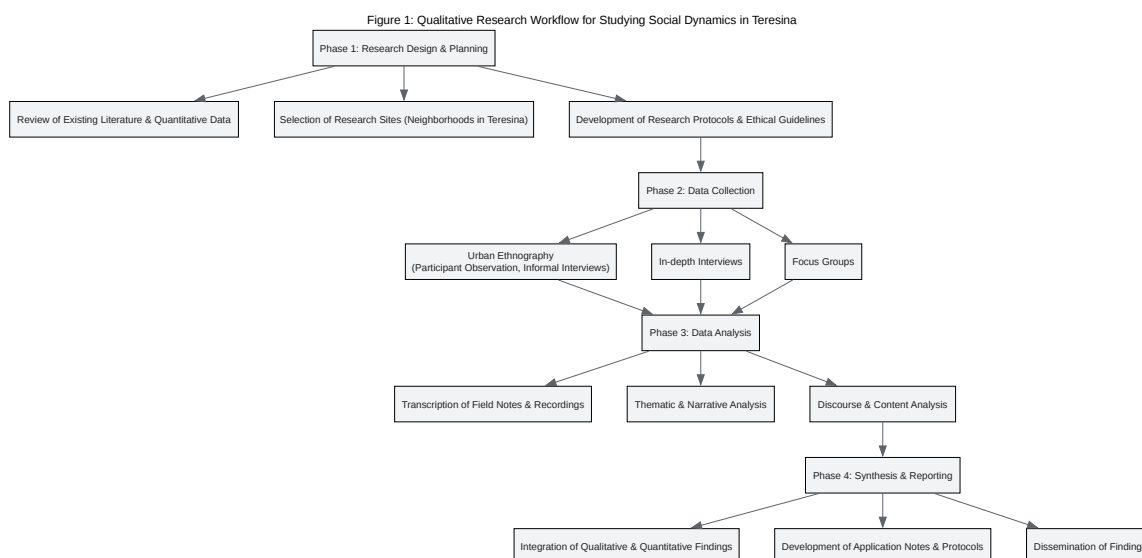 Figure 1: Qualitative Research Workflow for Studying Social Dynamics in Teresina
Phase 1: Research Design & Planning
Review of Existing Literature & Quantitative Data
Selection of Research Sites (Neighborhoods in Teresina)
Development of Research Protocols & Ethical Guidelines
Phase 2: Data Collection
Urban Ethnography
(Participant Observation, Informal Interviews)
In-depth Interviews
Focus Groups
Phase 3: Data Analysis
Transcription of Field Notes & Recordings
Thematic & Narrative Analysis
Discourse & Content Analysis
Phase 4: Synthesis & Reporting
Integration of Qualitative & Quantitative Findings
Development of Application Notes & Protocols
Dissemination of Finding